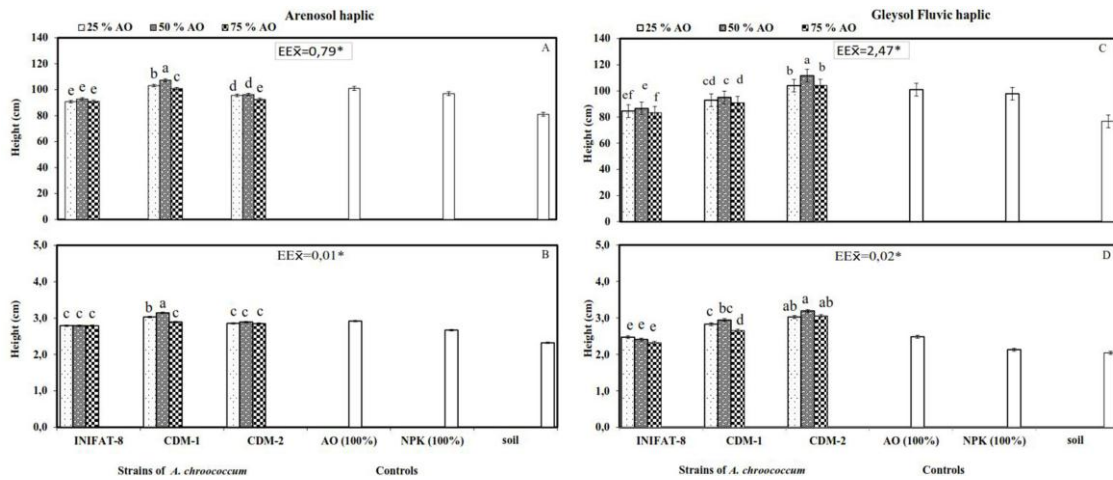 Arenosol haplic
25 % AO 50 % AO 75 % AO
140
120
100
80
60
40
20
0
Height (cm)
EEx̄=0,79*
A
e e e b a c d d e
5,0
4,0
3,0
2,0
1,0
0,0
Height (cm)
EEx̄=0,01*
B
c c c b a c c c c
INIFAT-8 CDM-1 CDM-2 AO (100%) NPK (100%) soil
Strains of A. chroococcum Controls
Gleysol Fluvic haplic
25 % AO 50 % AO 75 % AO
140
120
100
80
60
40
20
0
Height (cm)
EEx̄=2,47*
C
ef e f cd c d b a b
5,0
4,0
3,0
2,0
1,0
0,0
Height (cm)
EEx̄=0,02*
D
e e e c bc d ab a ab
INIFAT-8 CDM-1 CDM-2 AO (100%) NPK (100%) soil
Strains of A. chroococcum Controls